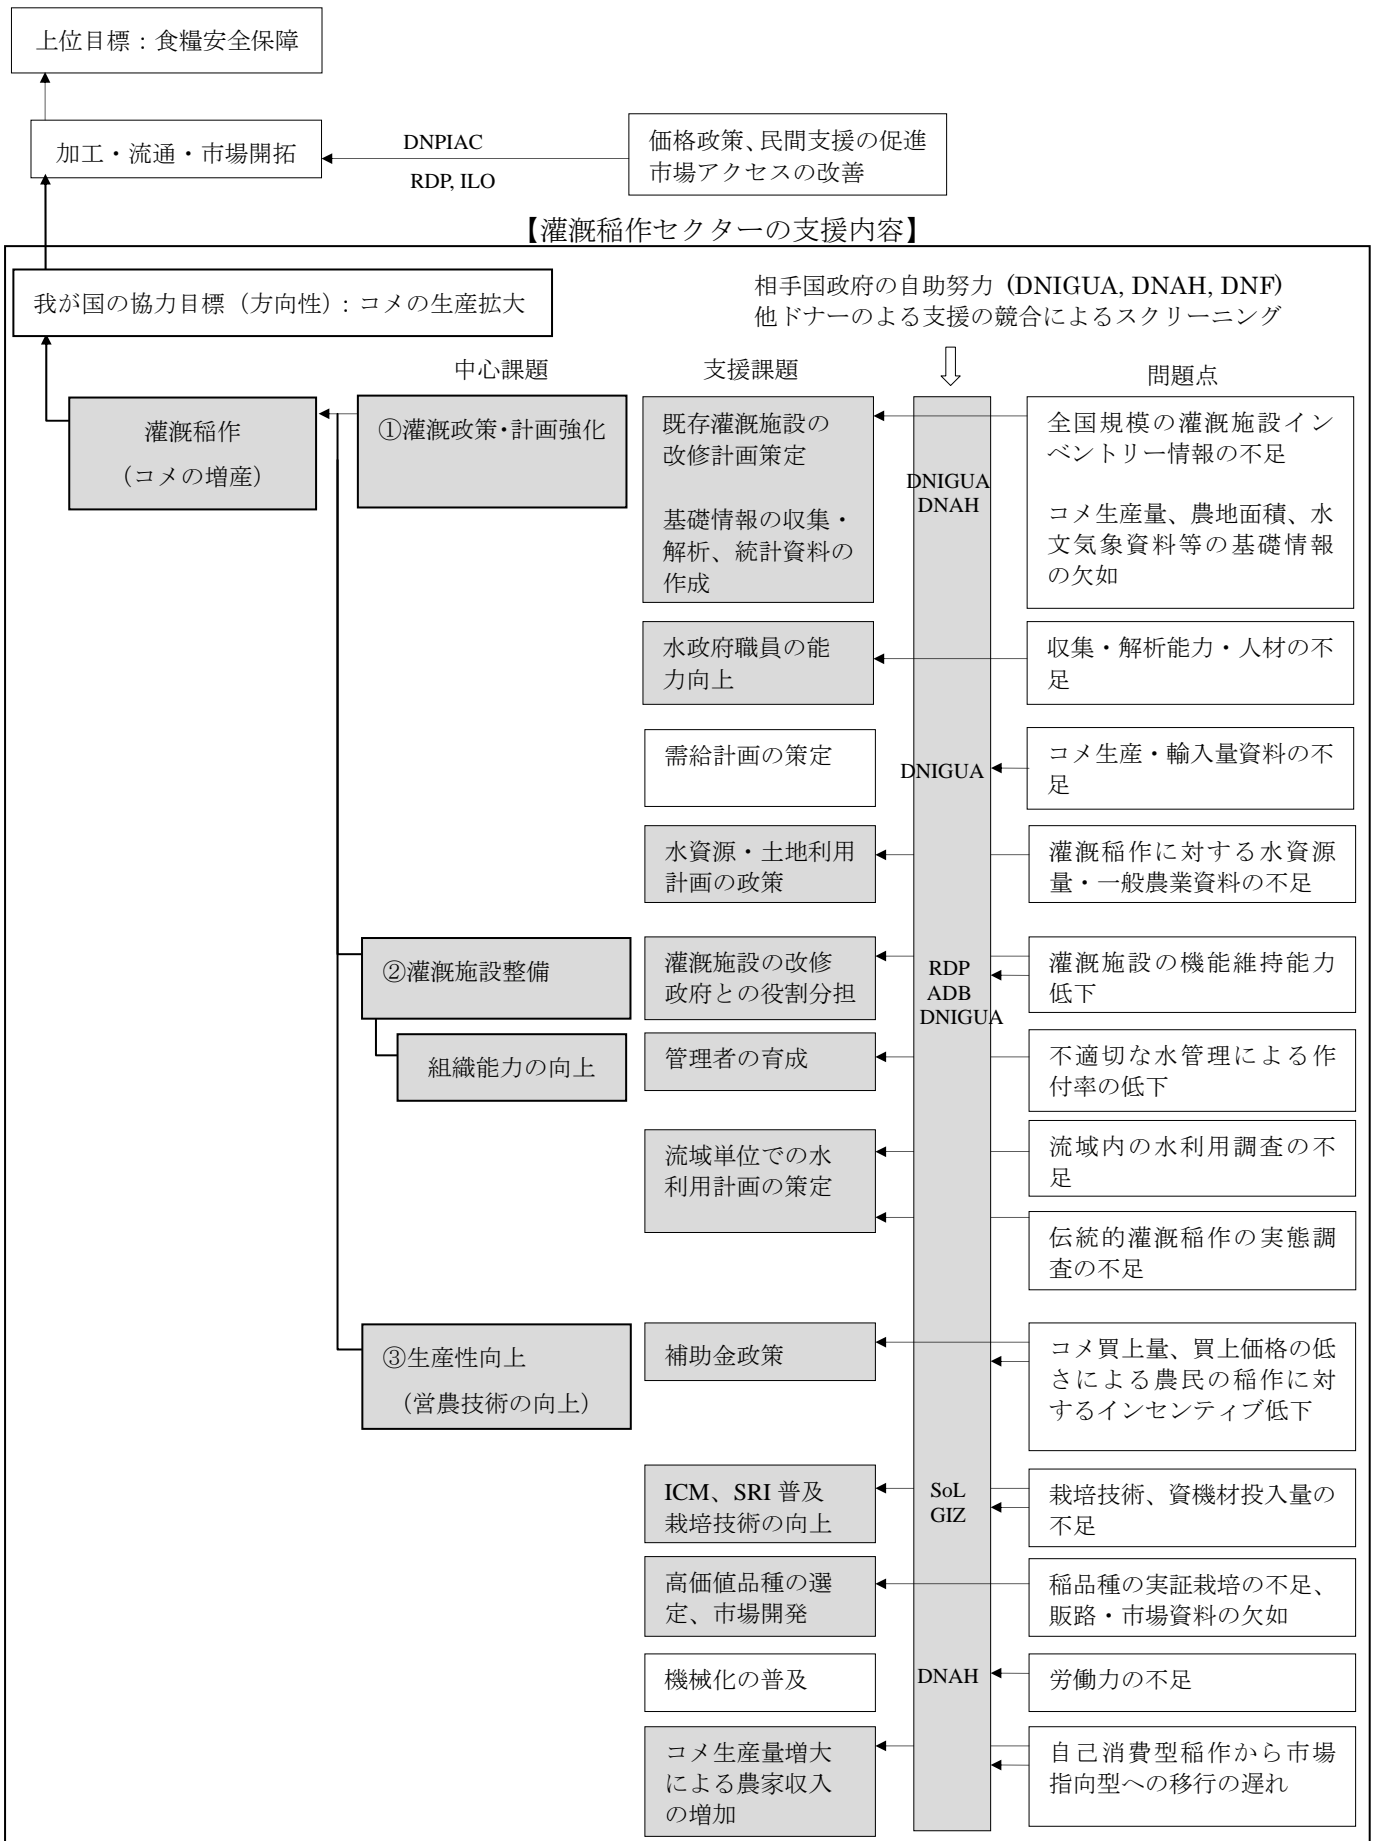 上位目標：食糧安全保障
加工・流通・市場開拓
DNPIAC
RDP, ILO
価格政策、民間支援の促進
市場アクセスの改善
【灌漑稲作セクターの支援内容】
我が国の協力目標（方向性）：コメの生産拡大
相手国政府の自助努力 (DNIGUA, DNAH, DNF)
他ドナーのよる支援の競合によるスクリーニング
中心課題
支援課題
問題点
灌漑稲作
（コメの増産）
①灌漑政策・計画強化
既存灌漑施設の
改修計画策定
基礎情報の収集・
解析、統計資料の
作成
DNIGUA
DNAH
全国規模の灌漑施設イン
ベントリー情報の不足
コメ生産量、農地面積、水
文気象資料等の基礎情報
の欠如
水政府職員の能
力向上
収集・解析能力・人材の不
足
需給計画の策定
DNIGUA
コメ生産・輸入量資料の不
足
水資源・土地利用
計画の政策
灌漑稲作に対する水資源
量・一般農業資料の不足
②灌漑施設整備
灌漑施設の改修
政府との役割分担
RDP
ADB
DNIGUA
灌漑施設の機能維持能力
低下
組織能力の向上
管理者の育成
不適切な水管理による作
付率の低下
流域単位での水
利用計画の策定
流域内の水利用調査の不
足
伝統的灌漑稲作の実態調
査の不足
③生産性向上
（営農技術の向上）
補助金政策
コメ買上量、買上価格の低
さによる農民の稲作に対
するインセンティブ低下
ICM、SRI 普及
栽培技術の向上
SoL
GIZ
栽培技術、資機材投入量の
不足
高価値品種の選
定、市場開発
稲品種の実証栽培の不足、
販路・市場資料の欠如
機械化の普及
DNAH
労働力の不足
コメ生産量増大
による農家収入
の増加
自己消費型稲作から市場
指向型への移行の遅れ